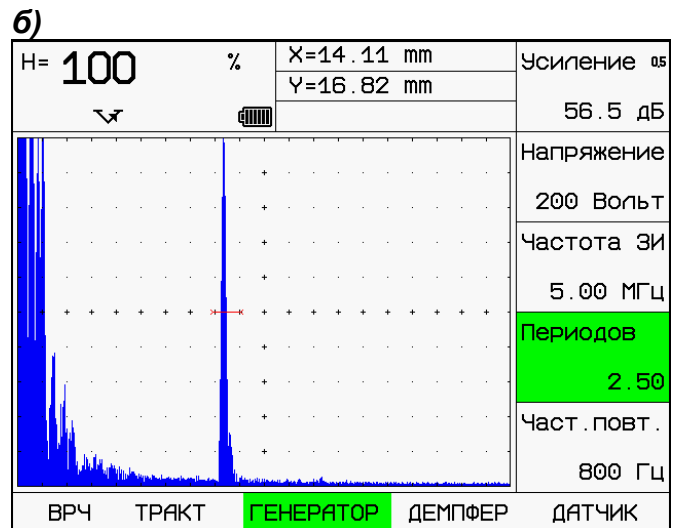 б)
H= 100 %
X=14.11 mm
Y=16.82 mm
Усиление 0,5
56.5 дБ
Напряжение
200 Вольт
Частота ЗИ
5.00 МГц
Периодов
2.50
Част.повт.
800 Гц
ВРЧ ТРАКТ ГЕНЕРАТОР ДЕМПФЕР ДАТЧИК